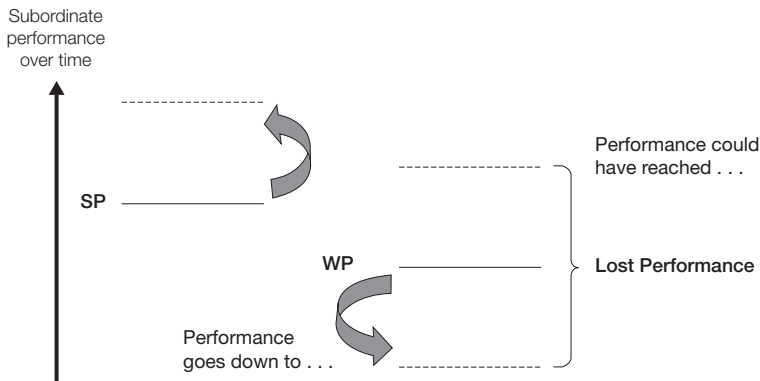 Subordinate
performance
over time
Performance could
have reached . . .
SP
WP
Lost Performance
Performance
goes down to . . .